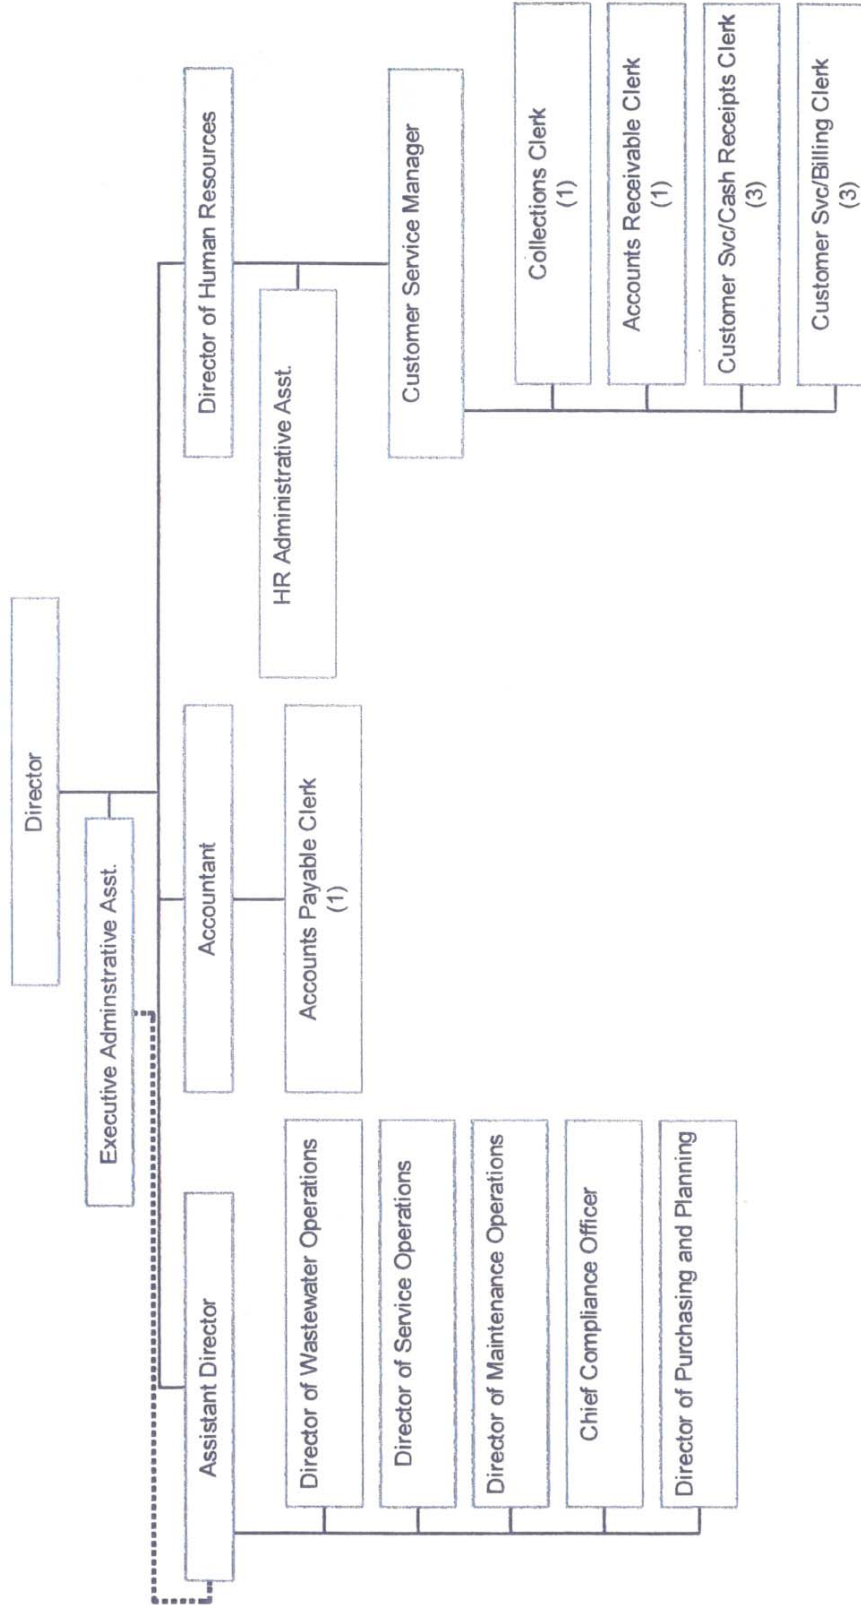 Director
Executive Adminstrative Asst.
Assistant Director
Accountant
Director of Human Resources
Director of Wastewater Operations
Director of Service Operations
Director of Maintenance Operations
Chief Compliance Officer
Director of Purchasing and Planning
Accounts Payable Clerk
(1)
HR Administrative Asst.
Customer Service Manager
Collections Clerk
(1)
Accounts Receivable Clerk
(1)
Customer Svc/Cash Receipts Clerk
(3)
Customer Svc/Billing Clerk
(3)